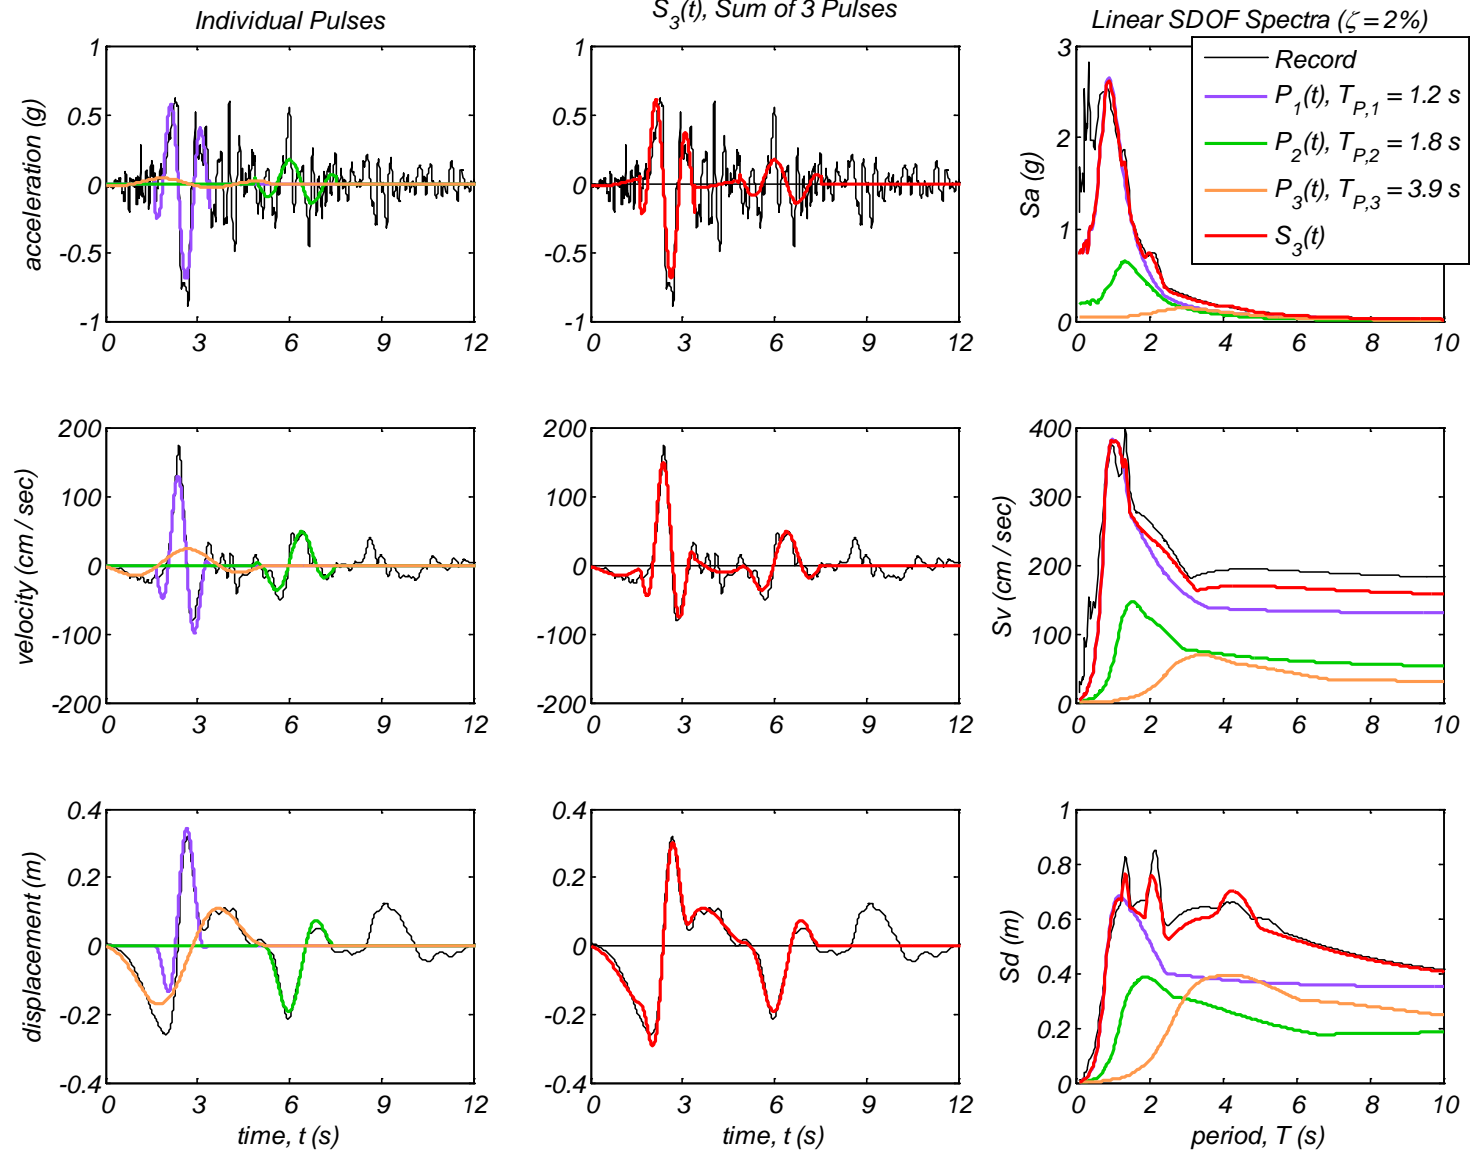 Individual Pulses
S3(t), Sum of 3 Pulses
Linear SDOF Spectra (ζ = 2%)
acceleration (g)
1
0.5
0
-0.5
-1
0 3 6 9 12
1
0.5
0
-0.5
-1
0 3 6 9 12
Sa (g)
3
2
1
0
0 2 4 6 8 10
Record
P1(t), TP,1 = 1.2 s
P2(t), TP,2 = 1.8 s
P3(t), TP,3 = 3.9 s
S3(t)
velocity (cm / sec)
200
100
0
-100
-200
0 3 6 9 12
200
100
0
-100
-200
0 3 6 9 12
Sv (cm / sec)
400
300
200
100
0
0 2 4 6 8 10
displacement (m)
0.4
0.2
0
-0.2
-0.4
0 3 6 9 12
time, t (s)
0.4
0.2
0
-0.2
-0.4
0 3 6 9 12
time, t (s)
Sd (m)
1
0.8
0.6
0.4
0.2
0
0 2 4 6 8 10
period, T (s)